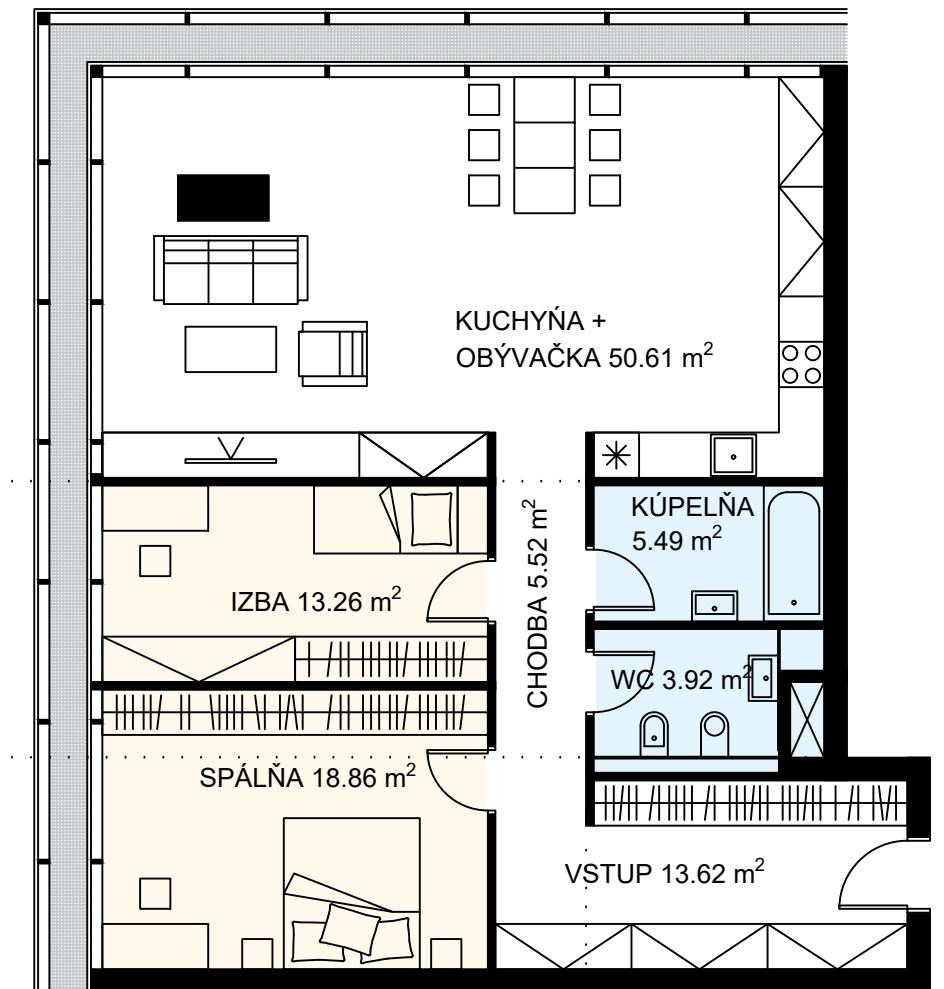 KUCHYŃA +
OBÝVAČKA 50.61 m²
KÚPELŇA
5.49 m²
CHODBA 5.52 m²
IZBA 13.26 m²
WC 3.92 m²
SPÁLŇA 18.86 m²
VSTUP 13.62 m²